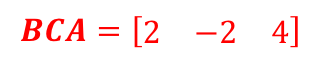 BCA = [2 −2 4]